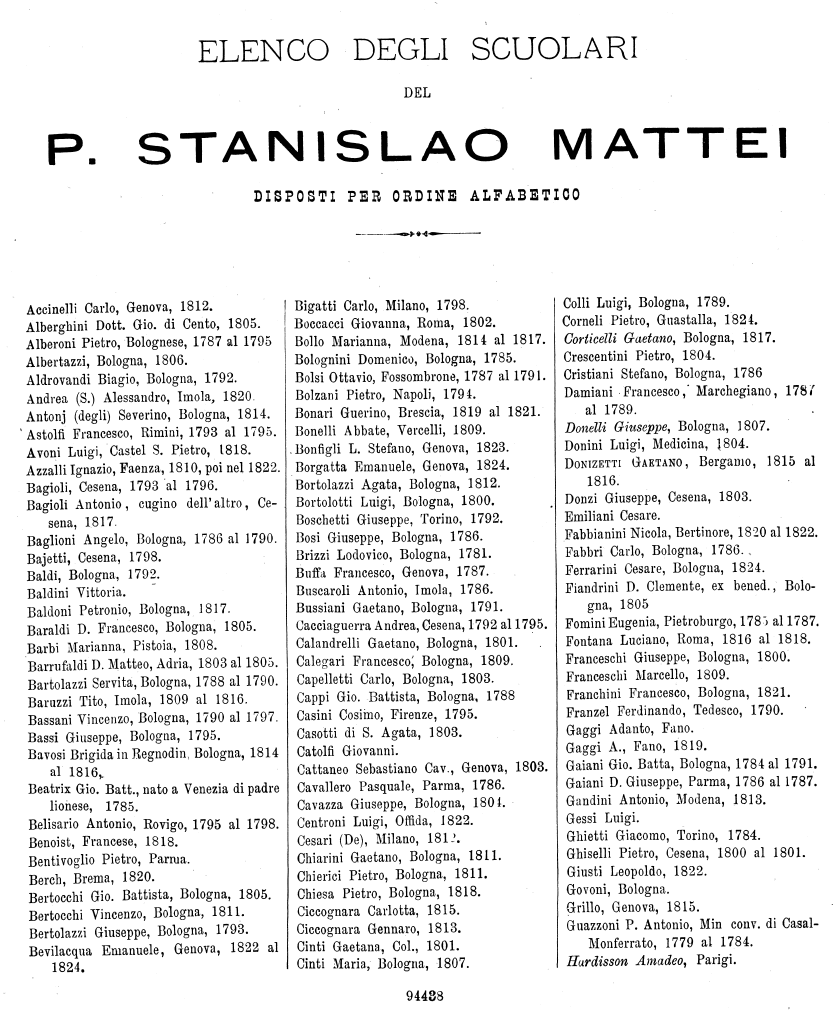 ELENCO DEGLI SCUOLARI
DEL
P. STANISLAO MATTEI
DISPOSTI PER ORDINE ALFABETICO
Accinelli Carlo, Genova, 1812.
Alberghini Dott. Gio. di Cento, 1805.
Alberoni Pietro, Bolognese, 1787 al 1795
Albertazzi, Bologna, 1806.
Aldrovandi Biagio, Bologna, 1792.
Andrea (S.) Alessandro, Imola, 1820.
Antonj (degli) Severino, Bologna, 1814.
Astolfi Francesco, Rimini, 1793 al 1795.
Avoni Luigi, Castel S. Pietro, 1818.
Azzalli Ignazio, Faenza, 1810, poi nel 1822.
Bagioli, Cesena, 1793 al 1796.
Bagioli Antonio, cugino dell'altro, Ce-
sena, 1817.
Baglioni Angelo, Bologna, 1786 al 1790.
Bajetti, Cesena, 1798.
Baldi, Bologna, 1792.
Baldini Vittoria.
Baldoni Petronio, Bologna, 1817.
Baraldi D. Francesco, Bologna, 1805.
Barbi Marianna, Pistoia, 1808.
Barrufaldi D. Matteo, Adria, 1803 al 1805.
Bartolazzi Servita, Bologna, 1788 al 1790.
Baruzzi Tito, Imola, 1809 al 1816.
Bassani Vincenzo, Bologna, 1790 al 1797.
Bassi Giuseppe, Bologna, 1795.
Bavosi Brigida in Regnodin, Bologna, 1814
al 1816.
Beatrix Gio. Batt., nato a Venezia di padre
lionese, 1785.
Belisario Antonio, Rovigo, 1795 al 1798.
Benoist, Francese, 1818.
Bentivoglio Pietro, Parma.
Berch, Brema, 1820.
Bertocchi Gio. Battista, Bologna, 1805.
Bertocchi Vincenzo, Bologna, 1811.
Bertolazzi Giuseppe, Bologna, 1793.
Bevilacqua Emanuele, Genova, 1822 al
1824.
Bigatti Carlo, Milano, 1798.
Boccacci Giovanna, Roma, 1802.
Bollo Marianna, Modena, 1814 al 1817.
Bolognini Domenico, Bologna, 1785.
Bolsi Ottavio, Fossombrone, 1787 al 1791.
Bolzani Pietro, Napoli, 1794.
Bonari Guerino, Brescia, 1819 al 1821.
Bonelli Abbate, Vercelli, 1809.
Bonfigli L. Stefano, Genova, 1823.
Borgatta Emanuele, Genova, 1824.
Bortolazzi Agata, Bologna, 1812.
Bortolotti Luigi, Bologna, 1800.
Boschetti Giuseppe, Torino, 1792.
Bosi Giuseppe, Bologna, 1786.
Brizzi Lodovico, Bologna, 1781.
Buffa Francesco, Genova, 1787.
Buscaroli Antonio, Imola, 1786.
Bussiani Gaetano, Bologna, 1791.
Cacciaguerra Andrea, Cesena, 1792 al 1795.
Calandrelli Gaetano, Bologna, 1801.
Calegari Francesco, Bologna, 1809.
Capelletti Carlo, Bologna, 1803.
Cappi Gio. Battista, Bologna, 1788
Casini Cosimo, Firenze, 1795.
Casotti di S. Agata, 1803.
Catolfi Giovanni.
Cattaneo Sebastiano Cav., Genova, 1803.
Cavallero Pasquale, Parma, 1786.
Cavazza Giuseppe, Bologna, 1804.
Centroni Luigi, Offida, 1822.
Cesari (De), Milano,
Chiarini Gaetano, Bologna, 1811.
Chierici Pietro, Bologna, 1811.
Chiesa Pietro, Bologna, 1818.
Ciccognara Carlotta, 1815.
Ciccognara Gennaro, 1813.
Cinti Gaetana, Col., 1801.
Cinti Maria, Bologna, 1807.
Colli Luigi, Bologna, 1789.
Corneli Pietro, Guastalla, 1824.
Corticelli Gaetano, Bologna, 1817.
Crescentini Pietro, 1804.
Cristiani Stefano, Bologna, 1786
Damiani Francesco, Marchegiano, 1787
al 1789.
Donelli Giuseppe, Bologna, 1807.
Donini Luigi, Medicina, 1804.
DONIZETTI GAETANO, Bergamo, 1815 al
1816.
Donzi Giuseppe, Cesena, 1803.
Emiliani Cesare.
Fabbianini Nicola, Bertinore, 1820 al 1822.
Fabbri Carlo, Bologna, 1786.
Ferrarini Cesare, Bologna, 1824.
Fiandrini D. Clemente, ex bened., Bolo-
gna, 1805
Fomini Eugenia, Pietroburgo, al 1787.
Fontana Luciano, Roma, 1816 al 1818.
Franceschi Giuseppe, Bologna, 1800.
Franceschi Marcello, 1809.
Franchini Francesco, Bologna, 1821.
Franzel Ferdinando, Tedesco, 1790.
Gaggi Adanto, Fano.
Gaggi A., Fano, 1819.
Gaiani Gio. Batta, Bologna, 1784 al 1791.
Gaiani D. Giuseppe, Parma, 1786 al 1787.
Gandini Antonio, Modena, 1813.
Gessi Luigi.
Ghietti Giacomo, Torino, 1784.
Ghiselli Pietro, Cesena, 1800 al 1801.
Giusti Leopoldo, 1822.
Govoni, Bologna.
Grillo, Genova, 1815.
Guazzoni P. Antonio, Min conv. di Casal-
Monferrato, 1779 al 1784.
Hardisson Amadeo, Parigi.
94438